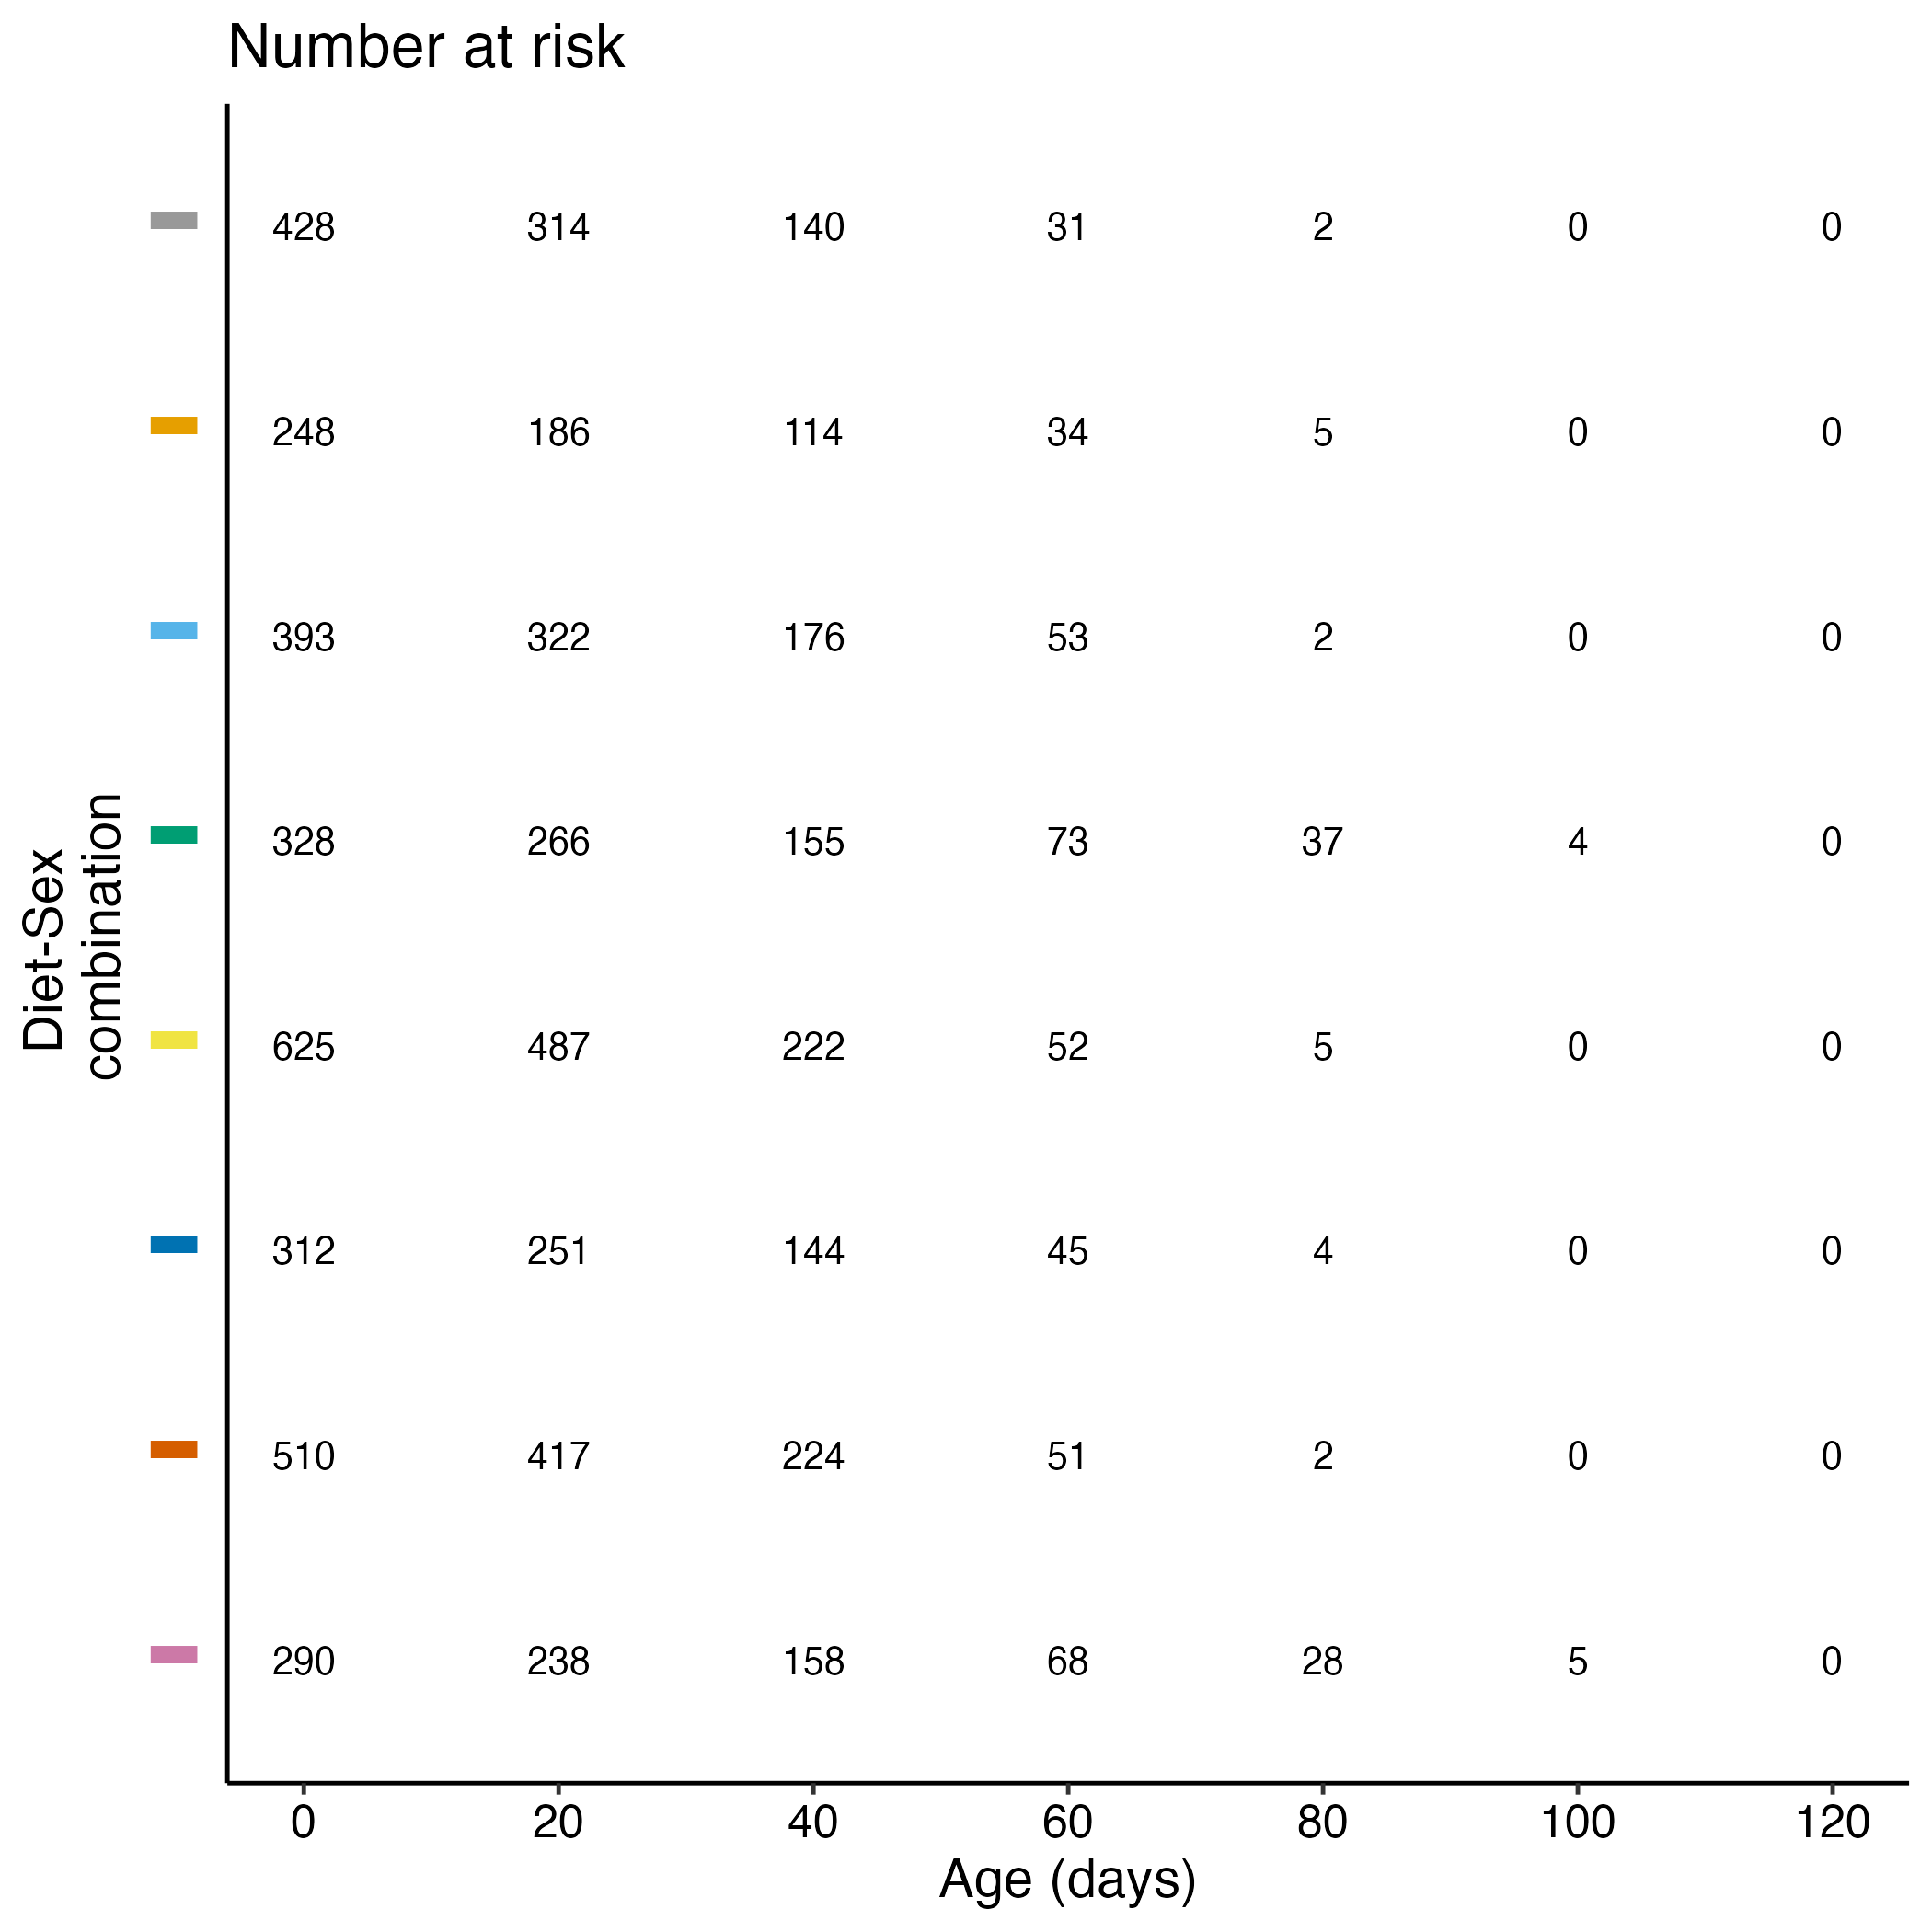 Number at risk
428 314 140 31 2 0 0
248 186 114 34 5 0 0
393 322 176 53 2 0 0
328 266 155 73 37 4 0
625 487 222 52 5 0 0
312 251 144 45 4 0 0
510 417 224 51 2 0 0
290 238 158 68 28 5 0
0 20 40 60 80 100 120
Age (days)
Diet-Sex
combination